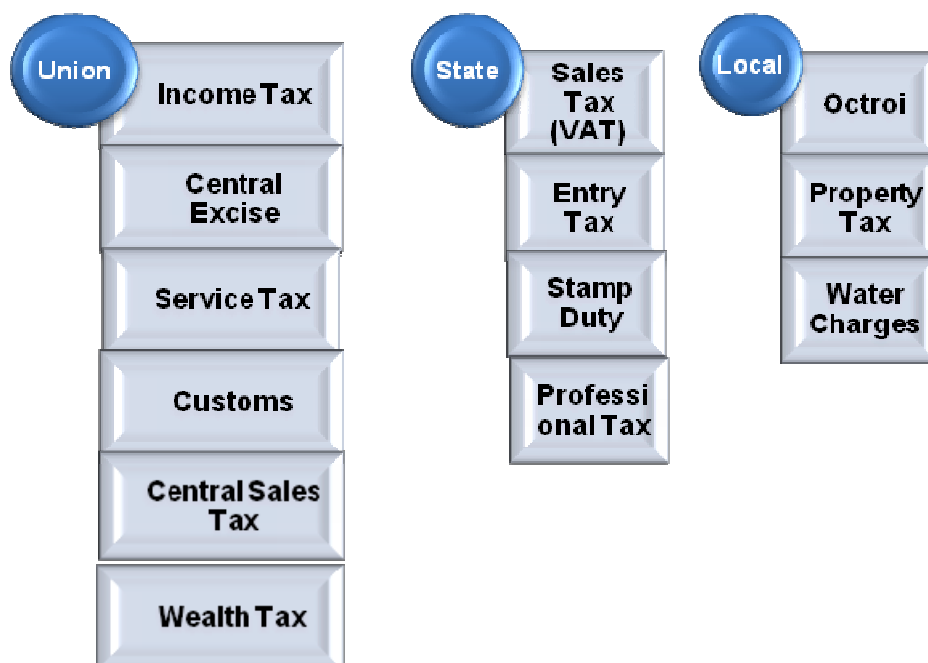 Union
Income Tax
Central
Excise
Service Tax
Customs
Central Sales
Tax
Wealth Tax
State
Sales
Tax
(VAT)
Entry
Tax
Stamp
Duty
Professi
onal Tax
Local
Octroi
Property
Tax
Water
Charges